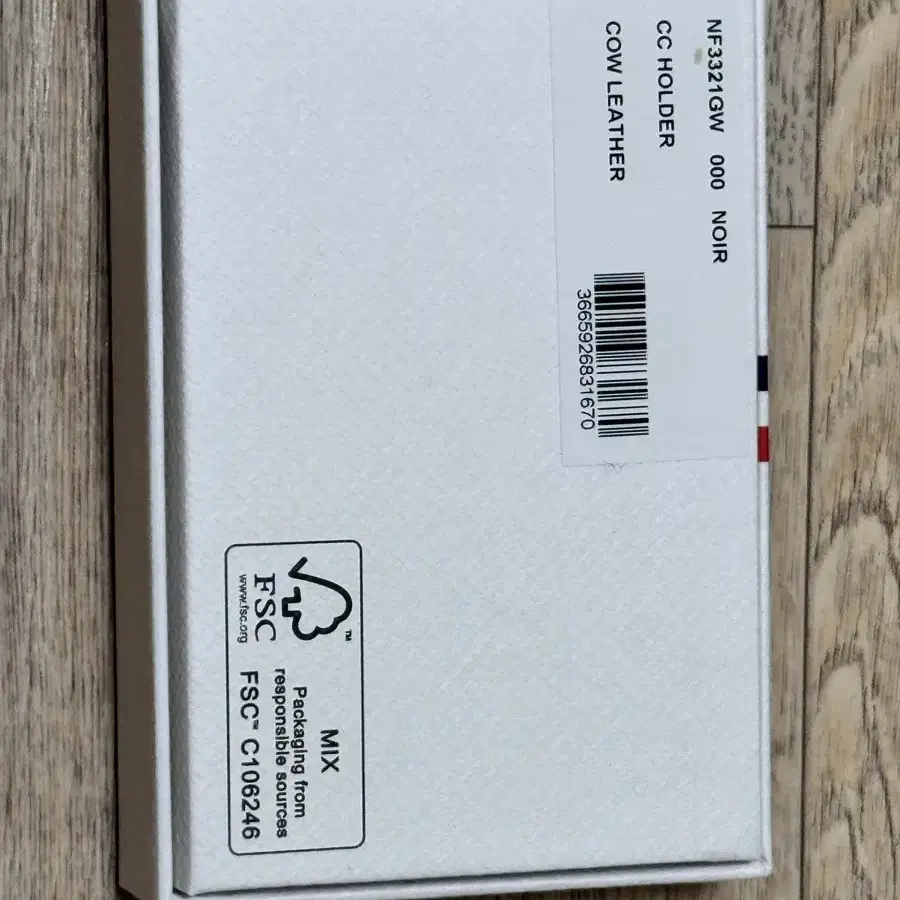 NF3321GW 000 NOIR
CC HOLDER
COW LEATHER
3665926831670
FSC
www.fsc.org
™
MIX
Packaging from
responsible sources
FSC™ C106246